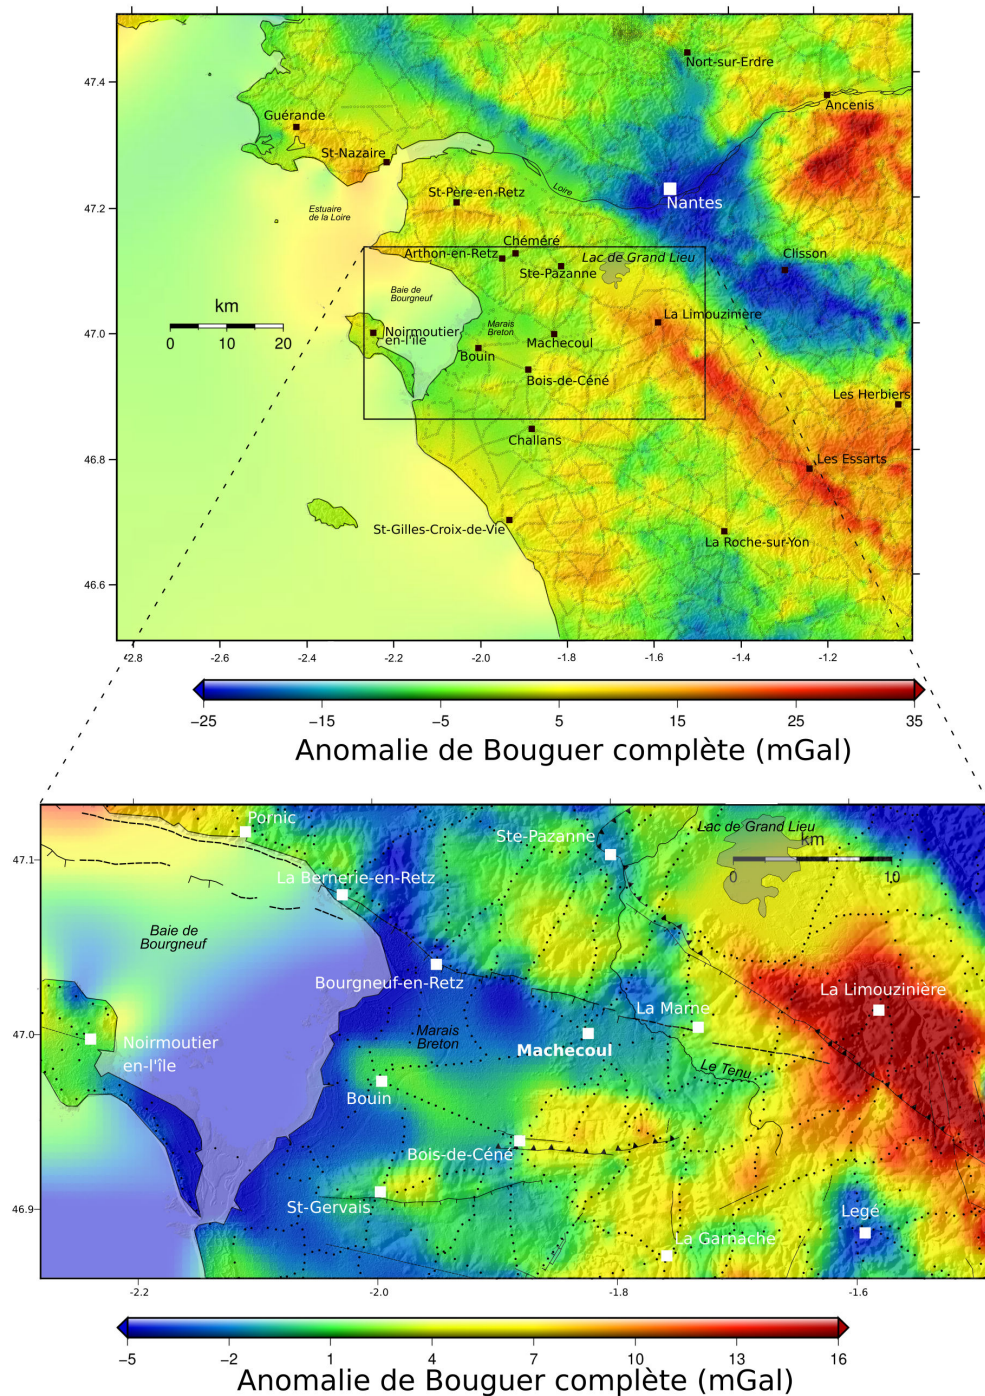 47.4
47.2
47.0
46.8
46.6
Nort-sur-Erdre
Ancenis
Guérande
St-Nazaire
St-Père-en-Retz
Loire
Nantes
Estuaire
de la Loire
Chéméré
Arthon-en-Retz
Lac de Grand Lieu
Ste-Pazanne
Clisson
Baie de
Bourgneuf
km
0 10 20
La Limouzinière
Marais
Breton
Noirmoutier
en-l'île
Machecoul
Bouin
Bois-de-Céné
Les Herbiers
Challans
Les Essarts
St-Gilles-Croix-de-Vie
La Roche-sur-Yon
-2.8 -2.6 -2.4 -2.2 -2.0 -1.8 -1.6 -1.4 -1.2
−25 −15 −5 5 15 25 35
Anomalie de Bouguer complète (mGal)
47.1
47.0
46.9
Pornic
Ste-Pazanne
Lac de Grand Lieu
km
0 10
La Bernerie-en-Retz
Baie de
Bourgneuf
Bourgneuf-en-Retz
La Limouzinière
La Marne
Marais
Breton
Noirmoutier
en-l'île
Machecoul
Le Tenu
Bouin
Bois-de-Céné
St-Gervais
Legé
La Garnache
-2.2 -2.0 -1.8 -1.6
−5 −2 1 4 7 10 13 16
Anomalie de Bouguer complète (mGal)